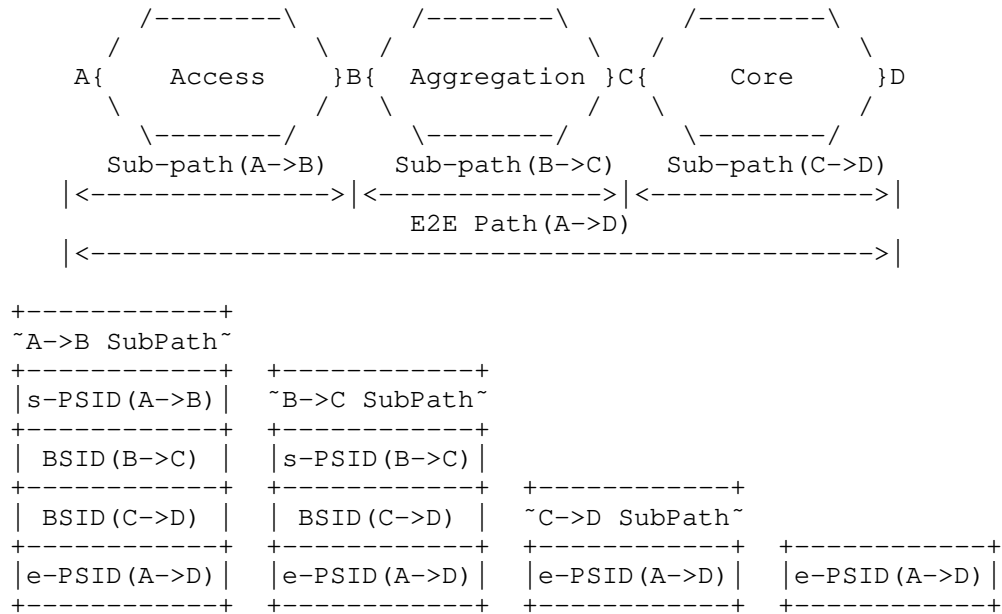 /--------\            /--------\             /--------\
       /            \   /            \   /            \
     A{    Access    }B{  Aggregation }C{     Core     }D
       \            /   \            /   \            /
         \--------/            \--------/             \--------/
       Sub-path(A->B)    Sub-path(B->C)   Sub-path(C->D)
    |<--------------->|<-------------->|<--------------->|
                          E2E Path(A->D)
    |<------------------------------------------------->|
+------------+
~A->B SubPath~
+------------+  +------------+
|s-PSID(A->B)|  ~B->C SubPath~
+------------+  +------------+
| BSID(B->C) |  |s-PSID(B->C)|
+------------+  +------------+  +------------+
| BSID(C->D) |  | BSID(C->D) |  ~C->D SubPath~
+------------+  +------------+  +------------+  +------------+
|e-PSID(A->D)|  |e-PSID(A->D)|  |e-PSID(A->D)|  |e-PSID(A->D)|
+------------+  +------------+  +------------+  +------------+